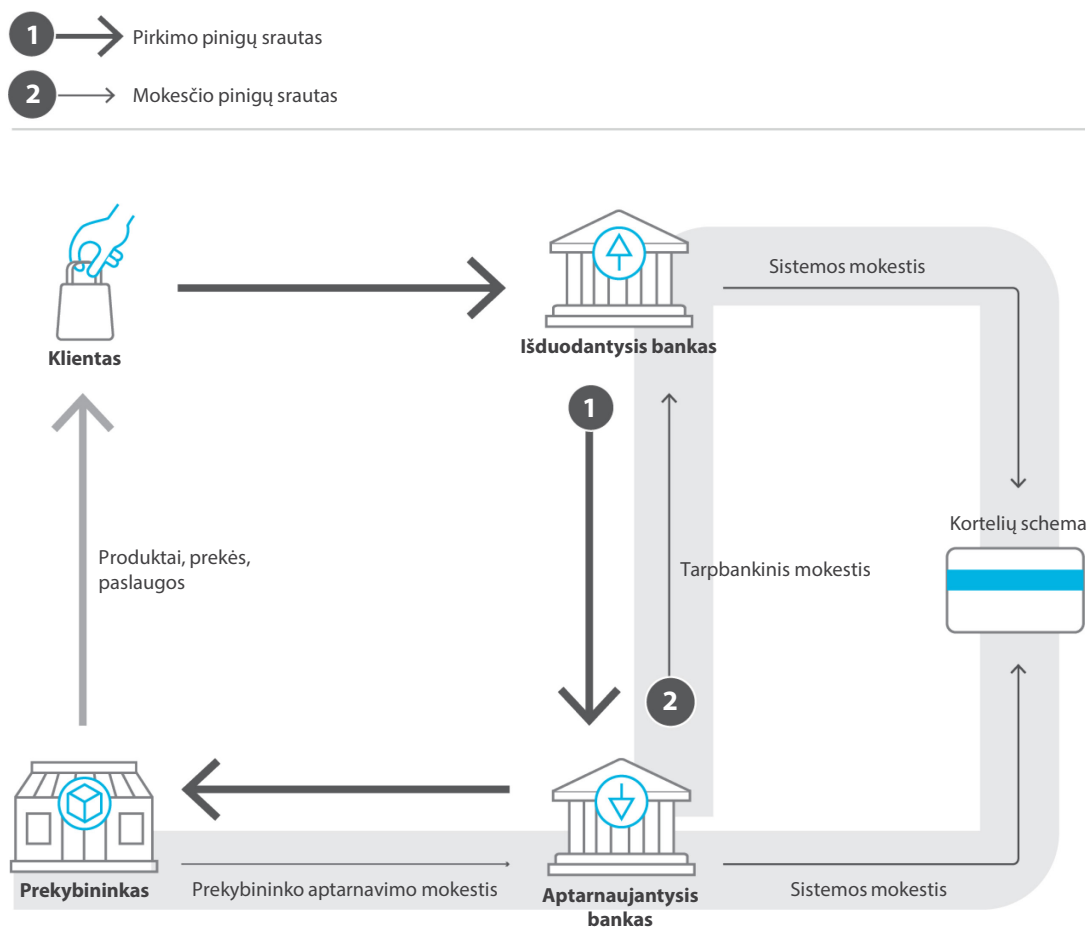 1 Pirkimo pinigų srautas
2 Mokesčio pinigų srautas
Sistemos mokestis
Klientas
Išduodantysis bankas
1
Kortelių schema
Produktai, prekės,
paslaugos
Tarpbankinis mokestis
2
Prekybininkas
Prekybininko aptarnavimo mokestis
Aptarnaujantysis
bankas
Sistemos mokestis